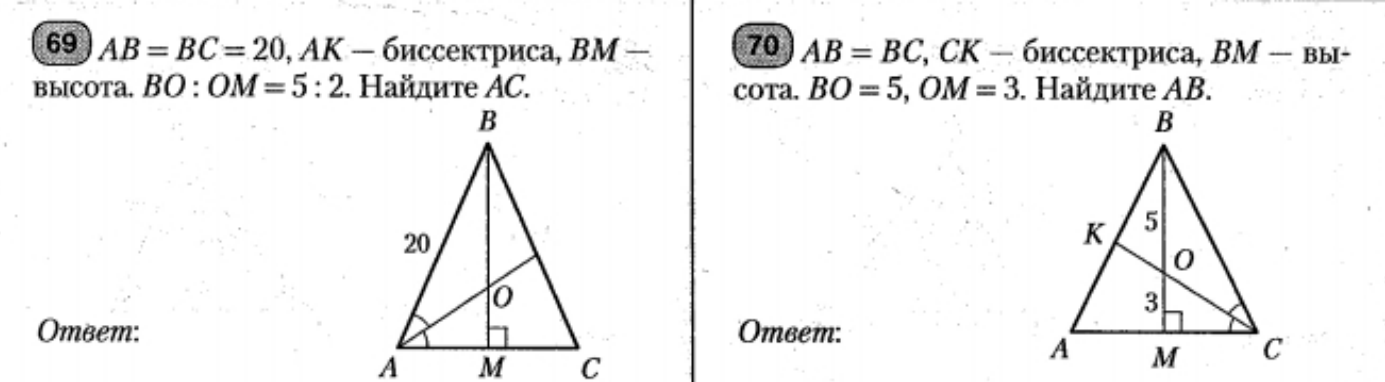 69 AB = BC = 20, AK — биссектриса, BM —
высота. BO : OM = 5 : 2. Найдите AC.
B
20
O
Ответ:
A
M
C
70 AB = BC, CK — биссектриса, BM — вы-
сота. BO = 5, OM = 3. Найдите AB.
B
K
5
O
3
Ответ:
A
M
C